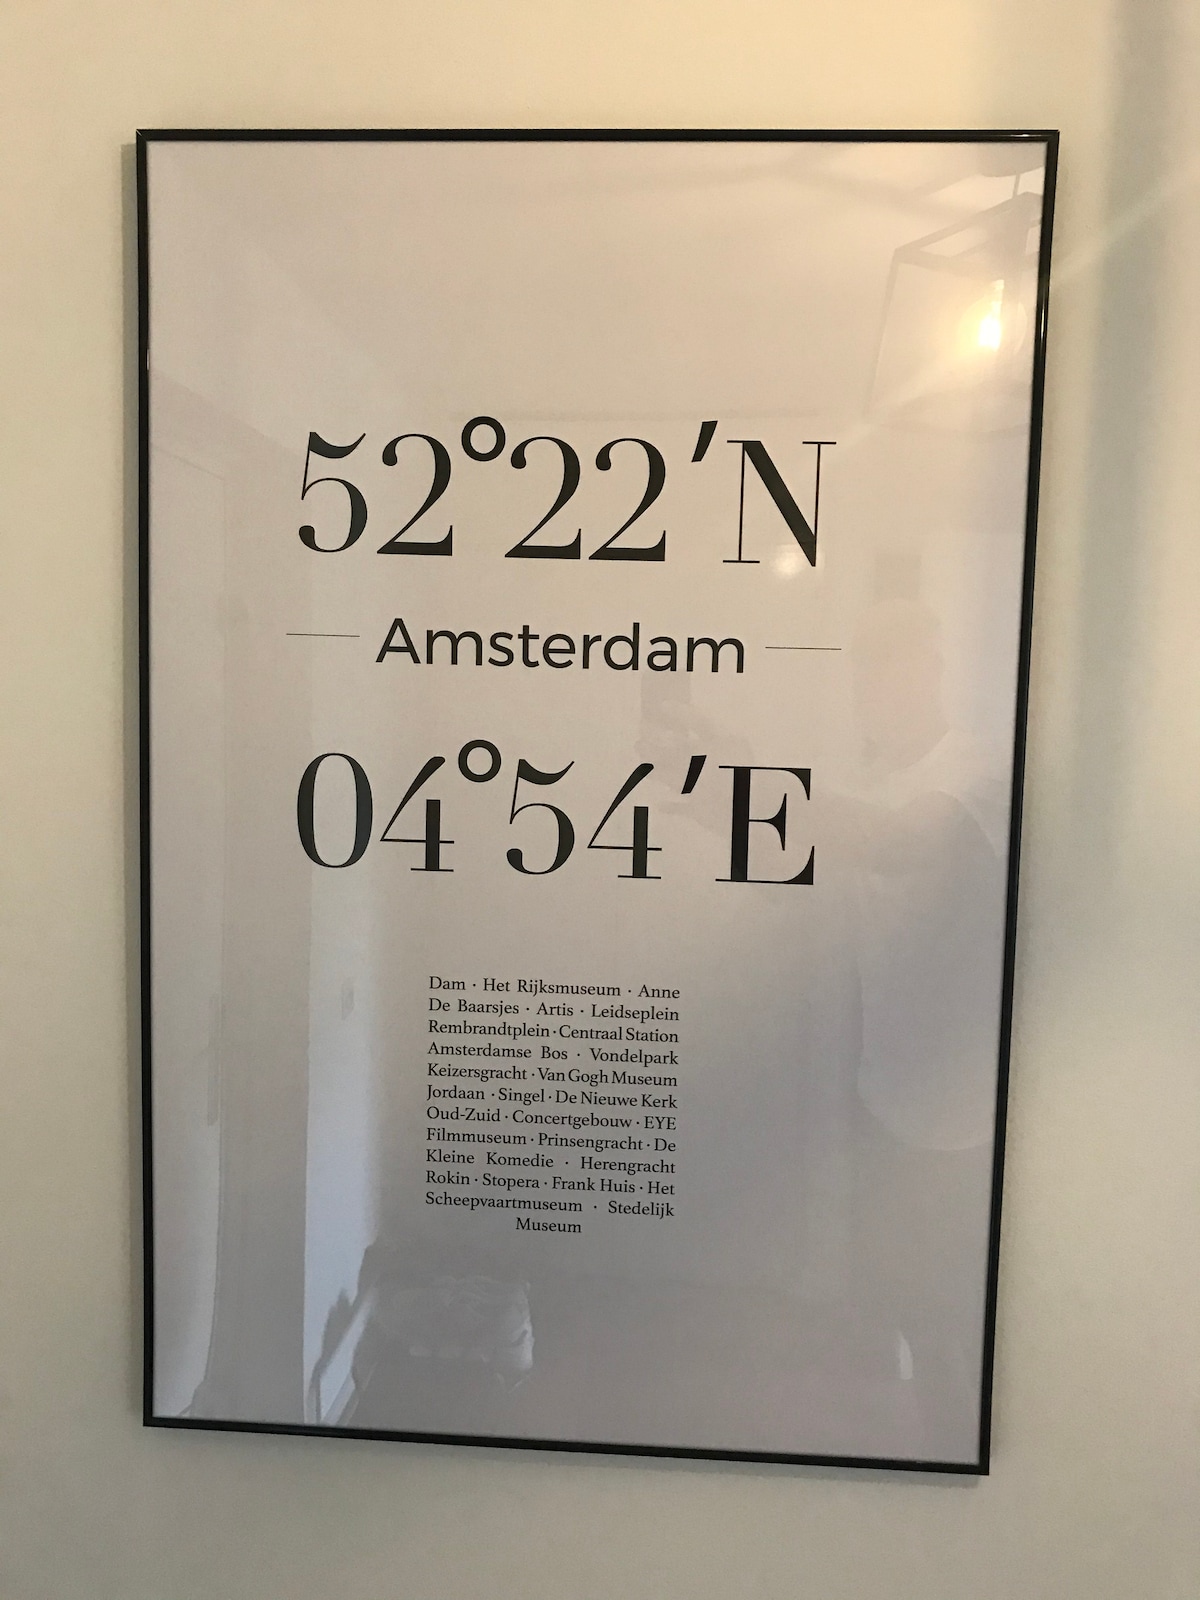 52°22′N
Amsterdam
04°54′E
Dam · Het Rijksmuseum · Anne
De Baarsjes · Artis · Leidseplein
Rembrandtplein · Centraal Station
Amsterdamse Bos · Vondelpark
Keizersgracht · Van Gogh Museum
Jordaan · Singel · De Nieuwe Kerk
Oud-Zuid · Concertgebouw · EYE
Filmmuseum · Prinsengracht · De
Kleine Komedie · Herengracht
Rokin · Stopera · Frank Huis · Het
Scheepvaartmuseum · Stedelijk
Museum